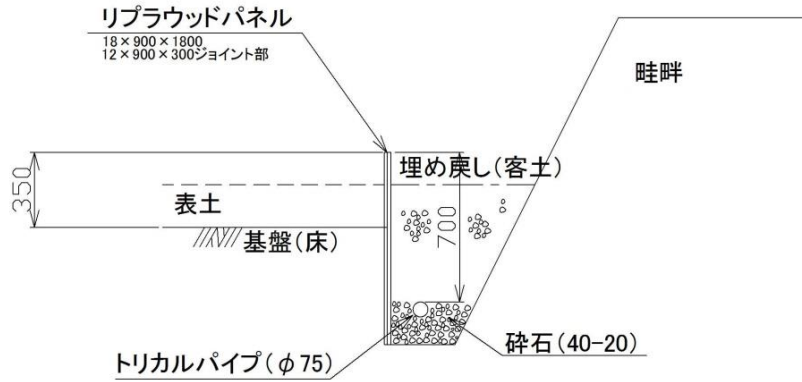 リプラウッドパネル
18×900×1800
12×900×300ジョイント部
畦畔
埋め戻し(客土)
350
表土
700
基盤(床)
トリカルパイプ(φ75)
砕石(40-20)